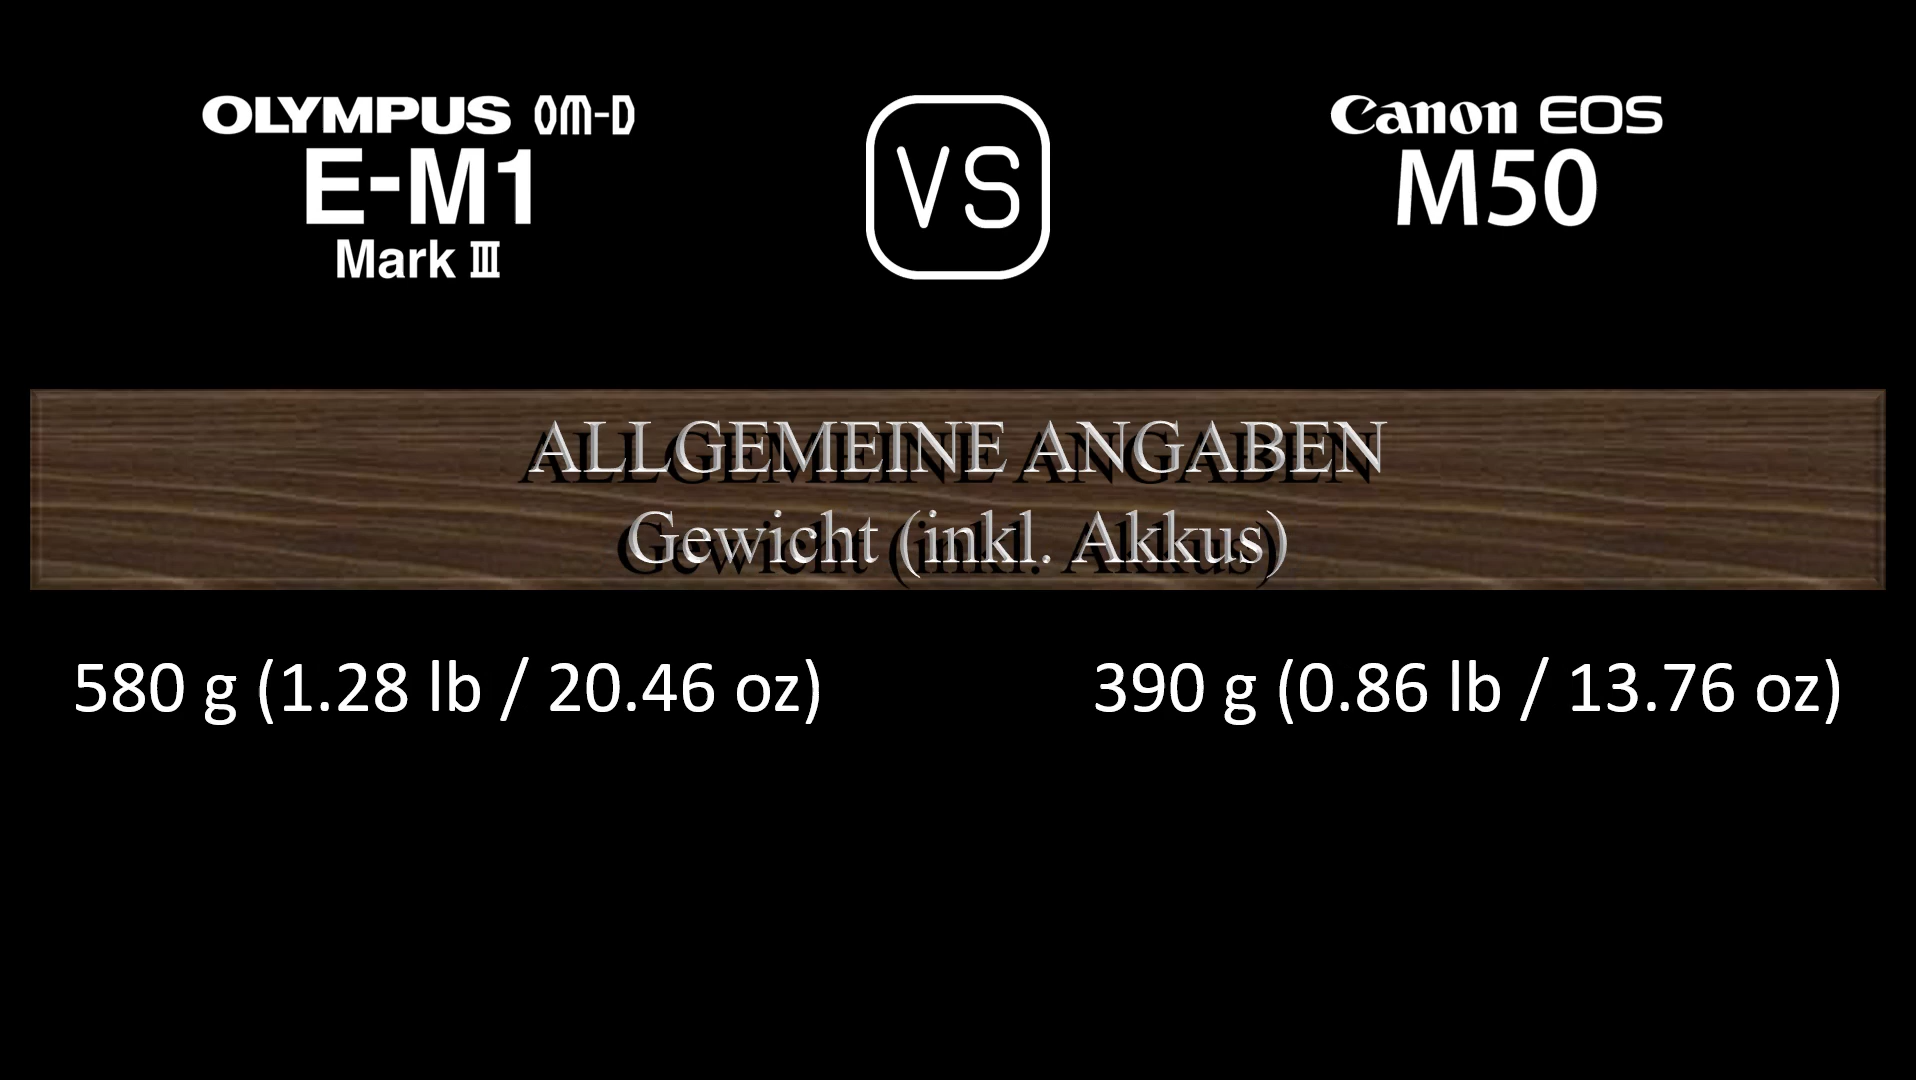 OLYMPUS OM-D
E-M1
Mark III
VS
Canon EOS
M50
ALLGEMEINE ANGABEN
Gewicht (inkl. Akkus)
580 g (1.28 lb / 20.46 oz)
390 g (0.86 lb / 13.76 oz)